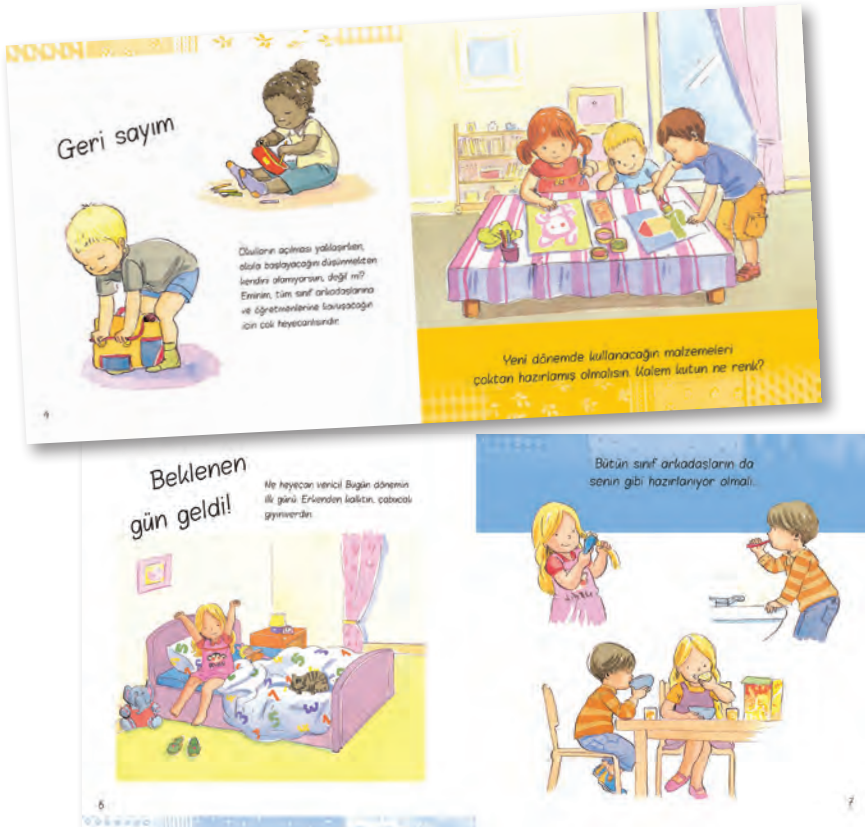 Geri sayım
Okulların açılması yaklaşırken,
okula başlayacağını düşünmekten
kendini alamıyorsun, değil mi?
Eminim, tüm sınıf arkadaşlarına
ve öğretmenlerine kavuşacağın
için çok heyecanlısındır.
4
Yeni dönemde kullanacağın malzemeleri
çoktan hazırlamış olmalısın. Kalem kutun ne renk?
Beklenen
gün geldi!
Ne heyecan verici! Bugün dönemin
ilk günü. Erkenden kalktın, çabucak
giyiniverdin.
6
Bütün sınıf arkadaşların da
senin gibi hazırlanıyor olmalı...
7